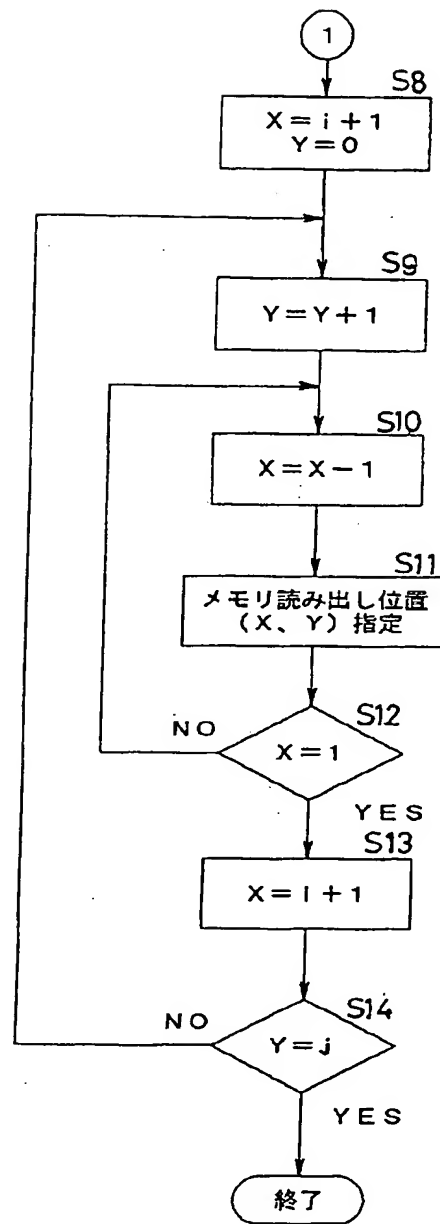 1
S8
X=i+1
Y=0
S9
Y=Y+1
S10
X=X-1
S11
メモリ読み出し位置
(X、Y)指定
S12
X=1
NO
YES
S13
X=i+1
S14
Y=j
NO
YES
終了